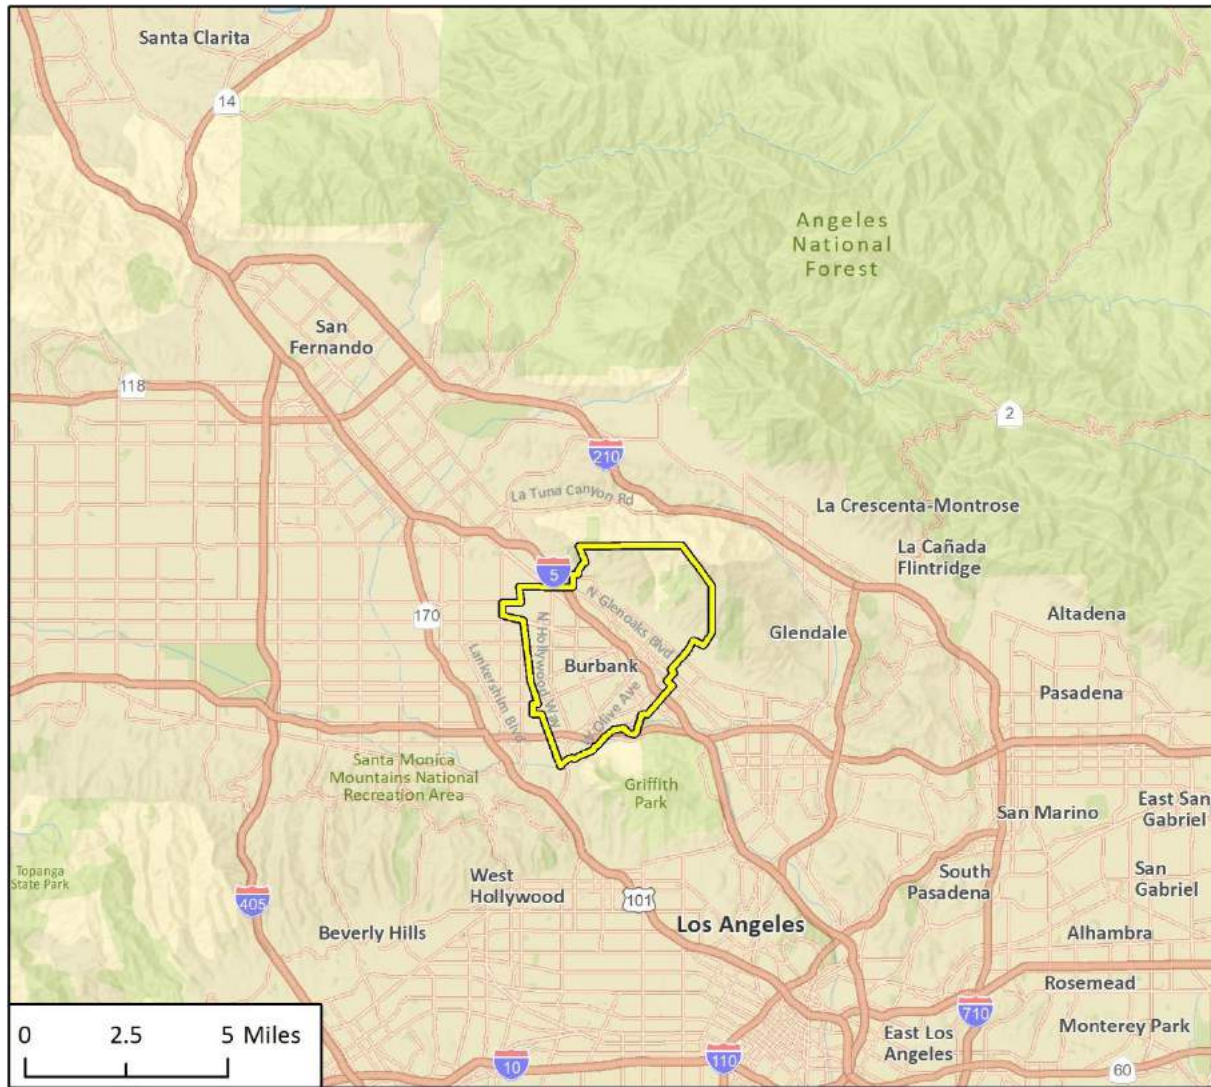 Santa Clarita
14
Angeles
National
Forest
San
Fernando
118
2
210
La Tuna Canyon Rd
La Crescenta-Montrose
La Cañada
Flintridge
5
N Glenoaks Blvd
170
N Hollywood Way
Lankershim Blvd
Burbank
Glendale
Altadena
Pasadena
W Olive Ave
Santa Monica
Mountains National
Recreation Area
Griffith
Park
San Marino
East San
Gabriel
Topanga
State Park
West
Hollywood
South
Pasadena
San
Gabriel
405
101
Los Angeles
Beverly Hills
Alhambra
Rosemead
710
Monterey Park
East Los
Angeles
0 2.5 5 Miles
10
110
60